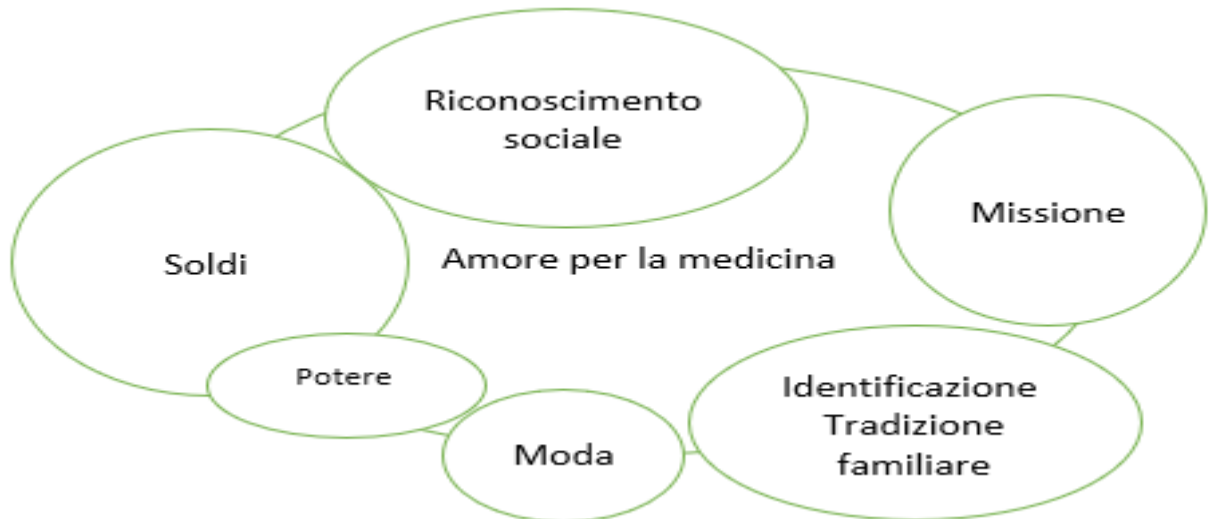 Riconoscimento
sociale
Missione
Soldi
Amore per la medicina
Potere
Identificazione
Tradizione
familiare
Moda